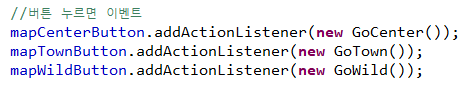 //버튼 누르면 이벤트
mapCenterButton.addActionListener(new GoCenter());
mapTownButton.addActionListener(new GoTown());
mapWildButton.addActionListener(new GoWild());